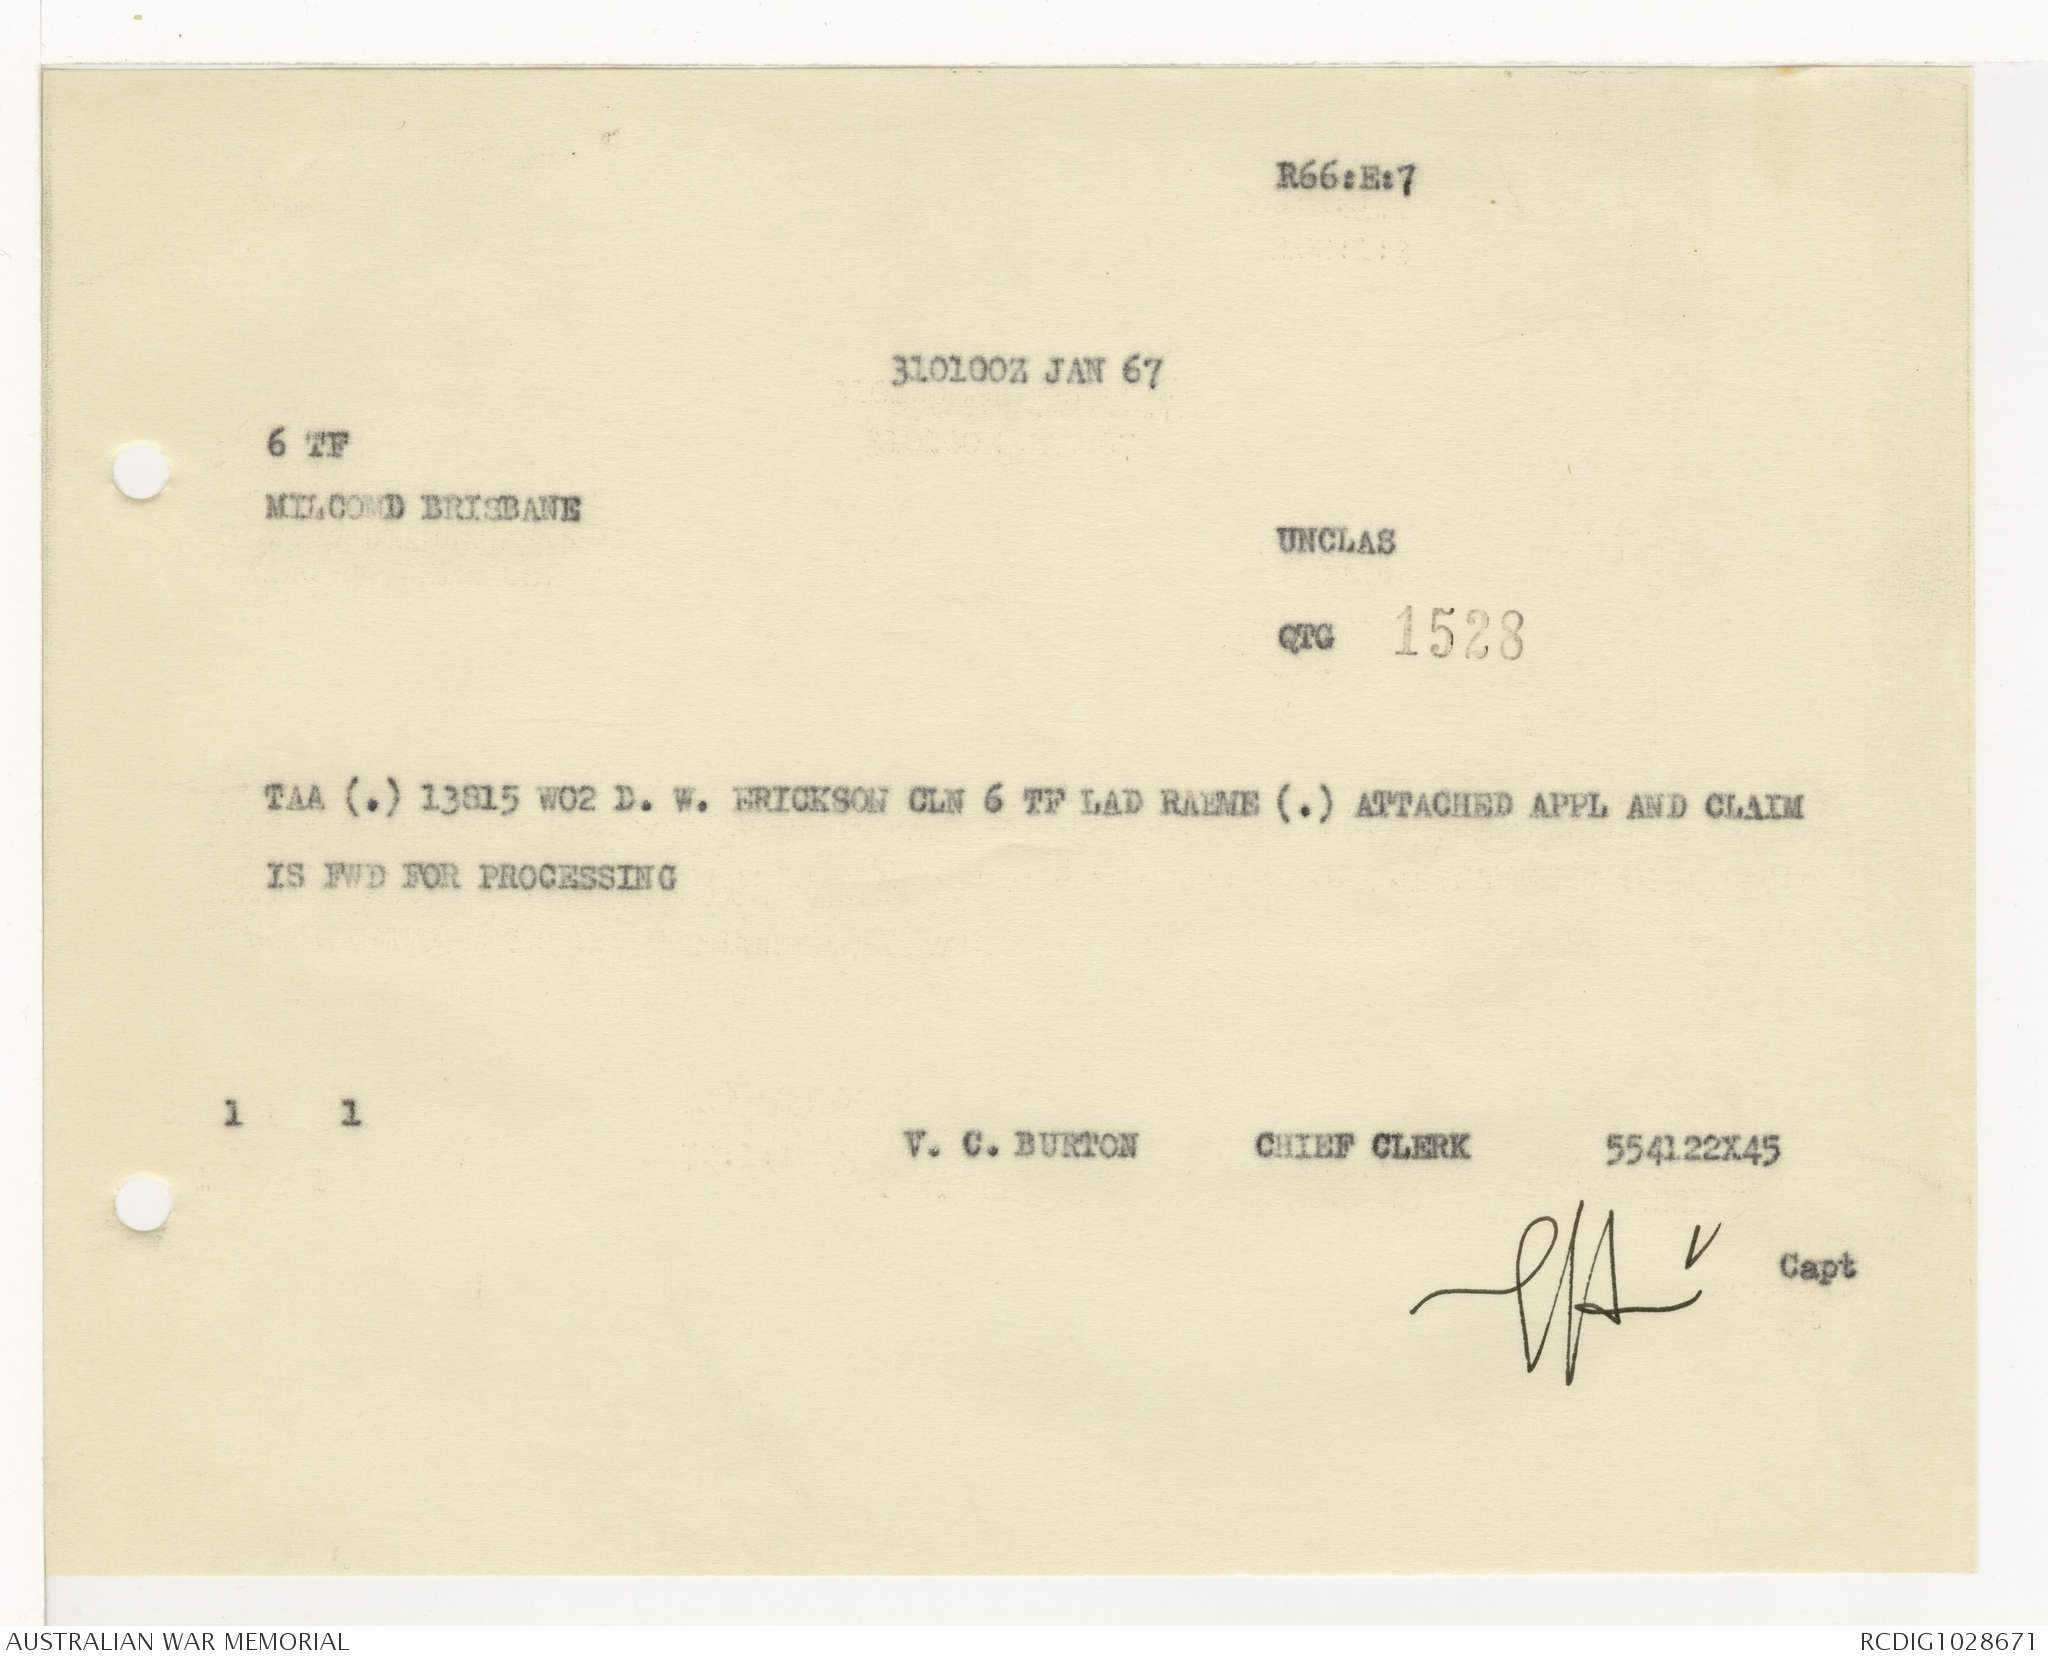 R66:E:7
310100Z JAN 67
6 TF
MILCOMD BRISBANE
UNCLAS
QTG 1528
TAA (.) 13815 WO2 D. W. ERICKSON CLN 6 TF LAD RAEME (.) ATTACHED APPL AND CLAIM
IS FWD FOR PROCESSING
1 1
V. C. BURTON CHIEF CLERK 554122X45
Capt
AUSTRALIAN WAR MEMORIAL RCDIG1028671